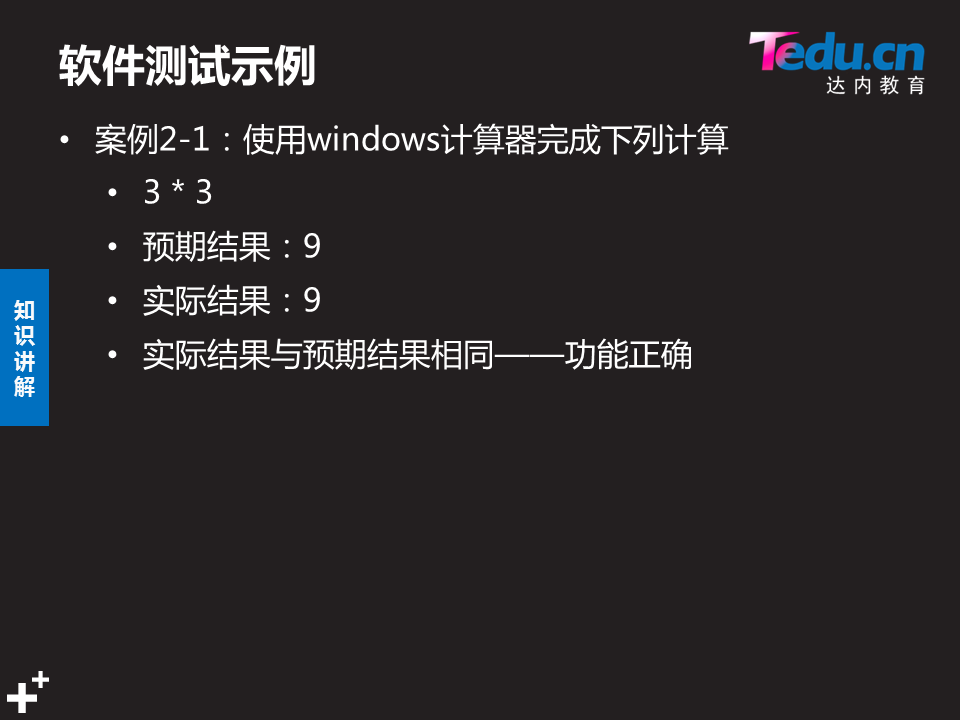 软件测试示例
Tedu.cn
达内教育
• 案例2-1：使用windows计算器完成下列计算
• 3 * 3
• 预期结果：9
• 实际结果：9
• 实际结果与预期结果相同——功能正确
知识讲解